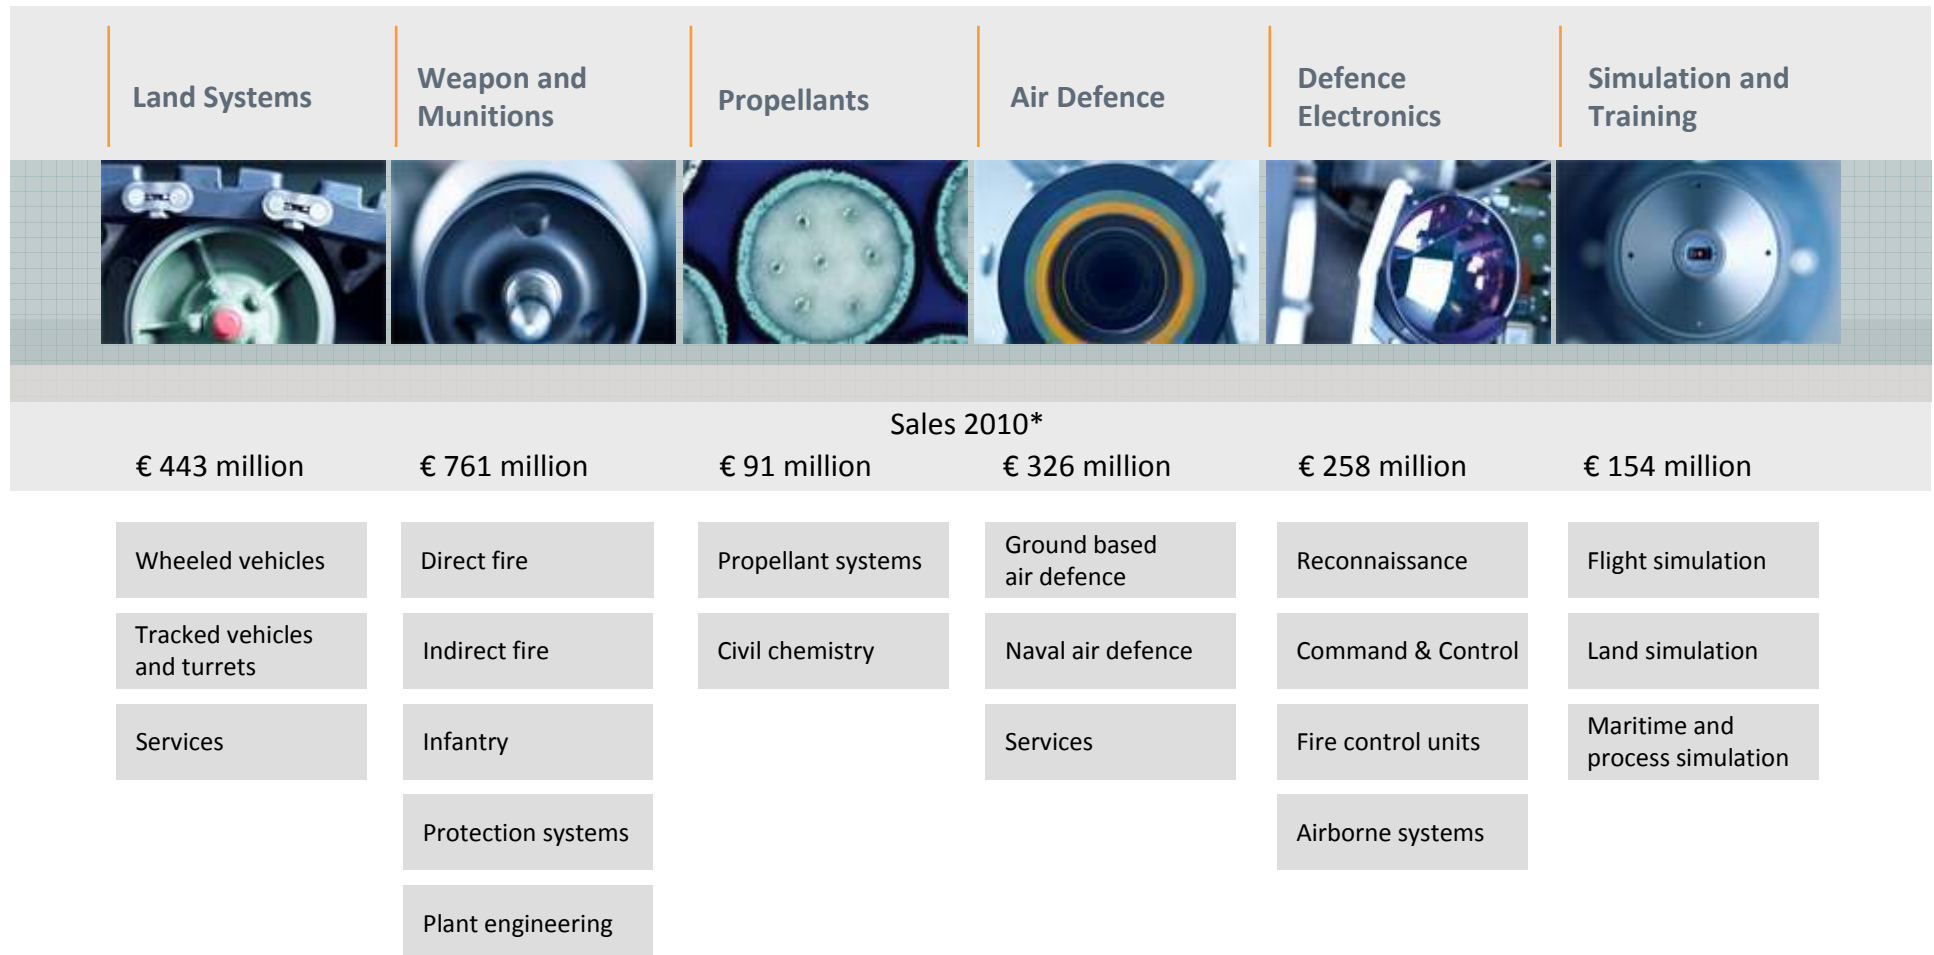 Land Systems
Weapon and
Munitions
Propellants
Air Defence
Defence
Electronics
Simulation and
Training
Sales 2010*
€ 443 million
€ 761 million
€ 91 million
€ 326 million
€ 258 million
€ 154 million
Wheeled vehicles
Tracked vehicles
and turrets
Services
Direct fire
Indirect fire
Infantry
Protection systems
Plant engineering
Propellant systems
Civil chemistry
Ground based
air defence
Naval air defence
Services
Reconnaissance
Command & Control
Fire control units
Airborne systems
Flight simulation
Land simulation
Maritime and
process simulation